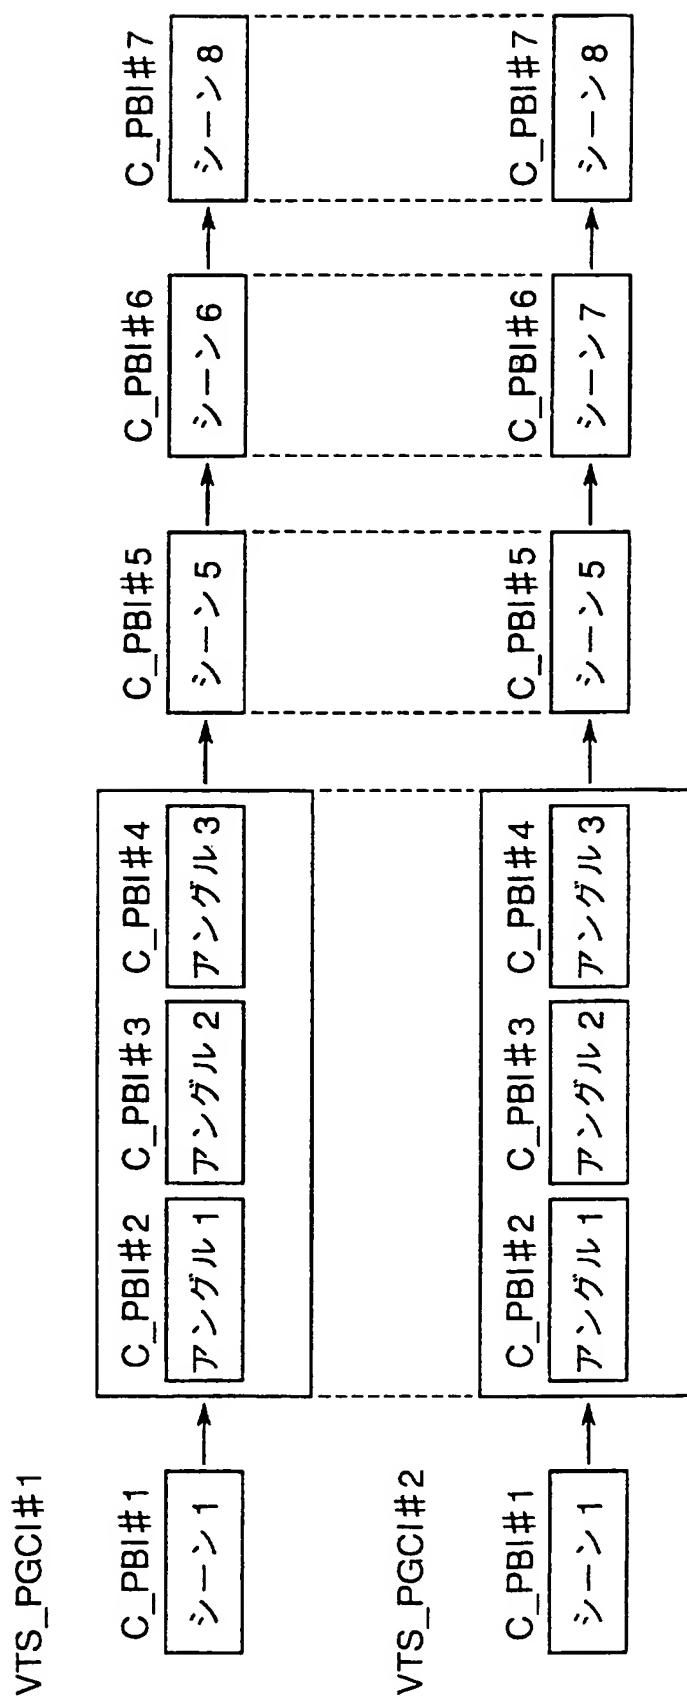 VTS_PGCI#1
C_PBI#1
C_PBI#2
C_PBI#3
C_PBI#4
C_PBI#5
C_PBI#6
C_PBI#7
シーン1
アングル1
アングル2
アングル3
シーン5
シーン6
シーン8
VTS_PGCI#2
C_PBI#1
C_PBI#2
C_PBI#3
C_PBI#4
C_PBI#5
C_PBI#6
C_PBI#7
シーン1
アングル1
アングル2
アングル3
シーン5
シーン7
シーン8